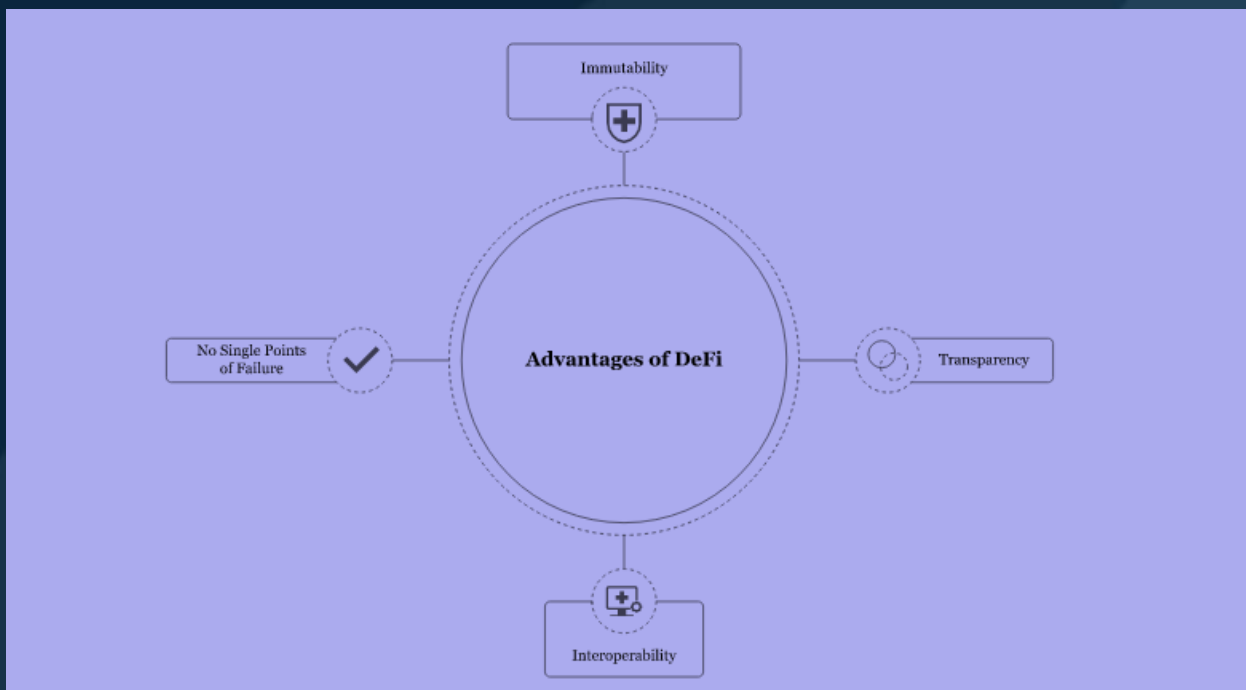 Immutability
No Single Points
of Failure
Advantages of DeFi
Transparency
Interoperability